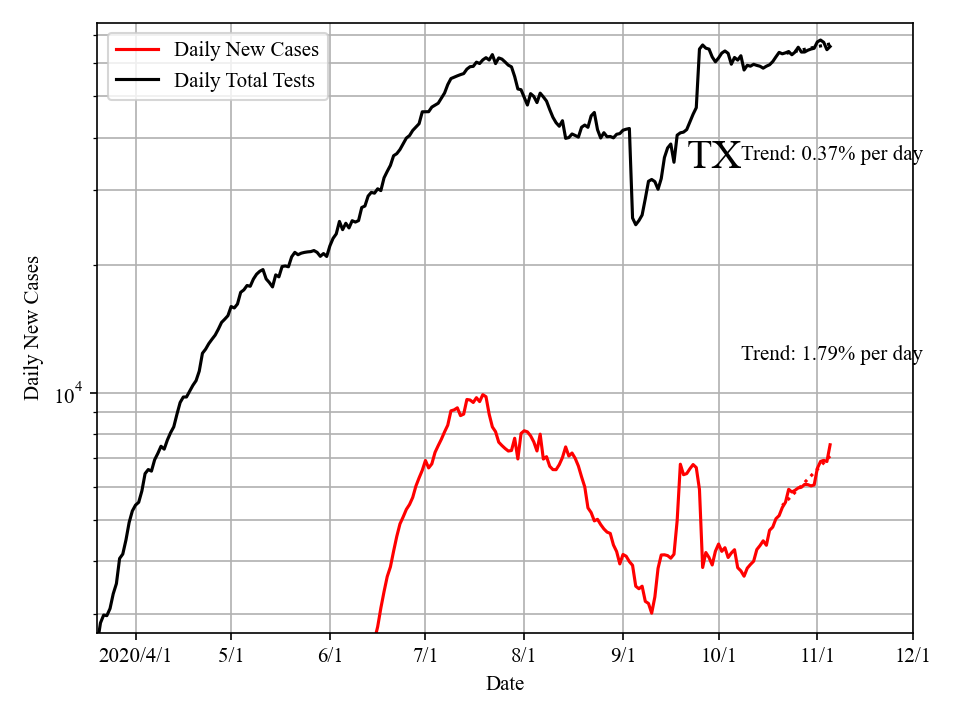 Daily New Cases
Daily Total Tests
TX
Trend: 0.37% per day
Trend: 1.79% per day
Daily New Cases
10^4
2020/4/1 5/1 6/1 7/1 8/1 9/1 10/1 11/1 12/1
Date